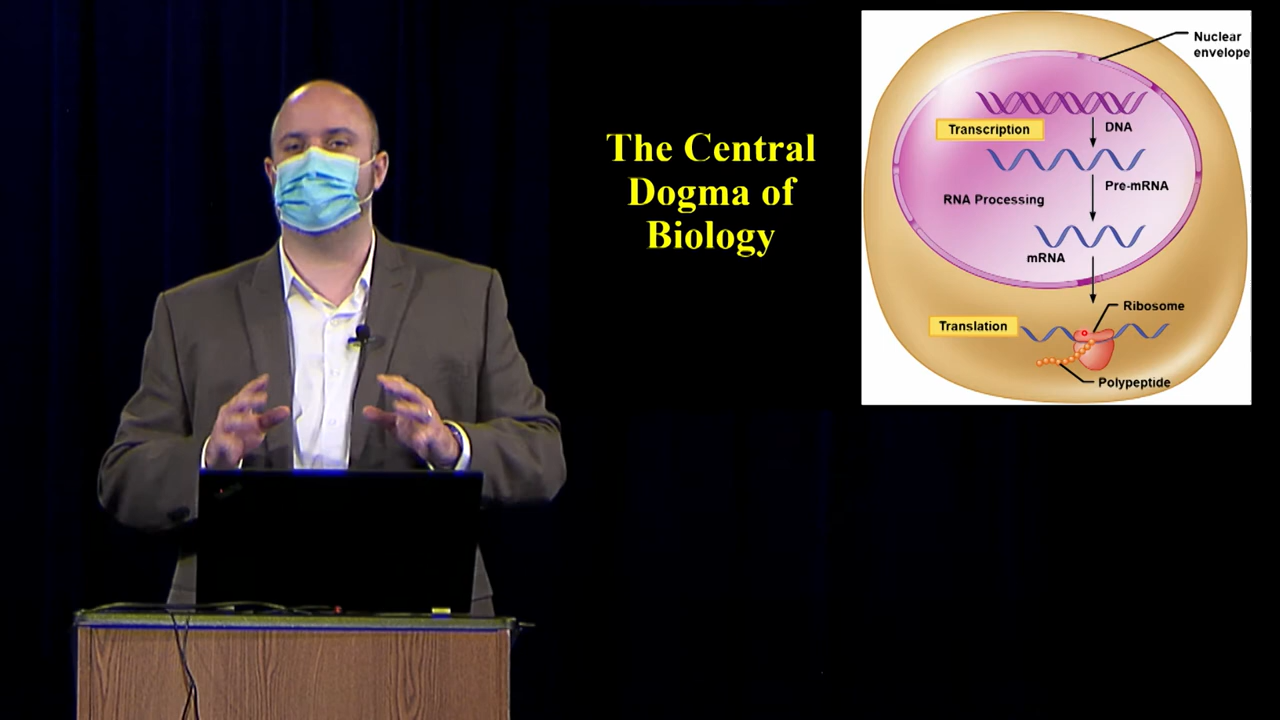 The Central
Dogma of
Biology
Nuclear
envelope
DNA
Transcription
Pre-mRNA
RNA Processing
mRNA
Ribosome
Translation
Polypeptide